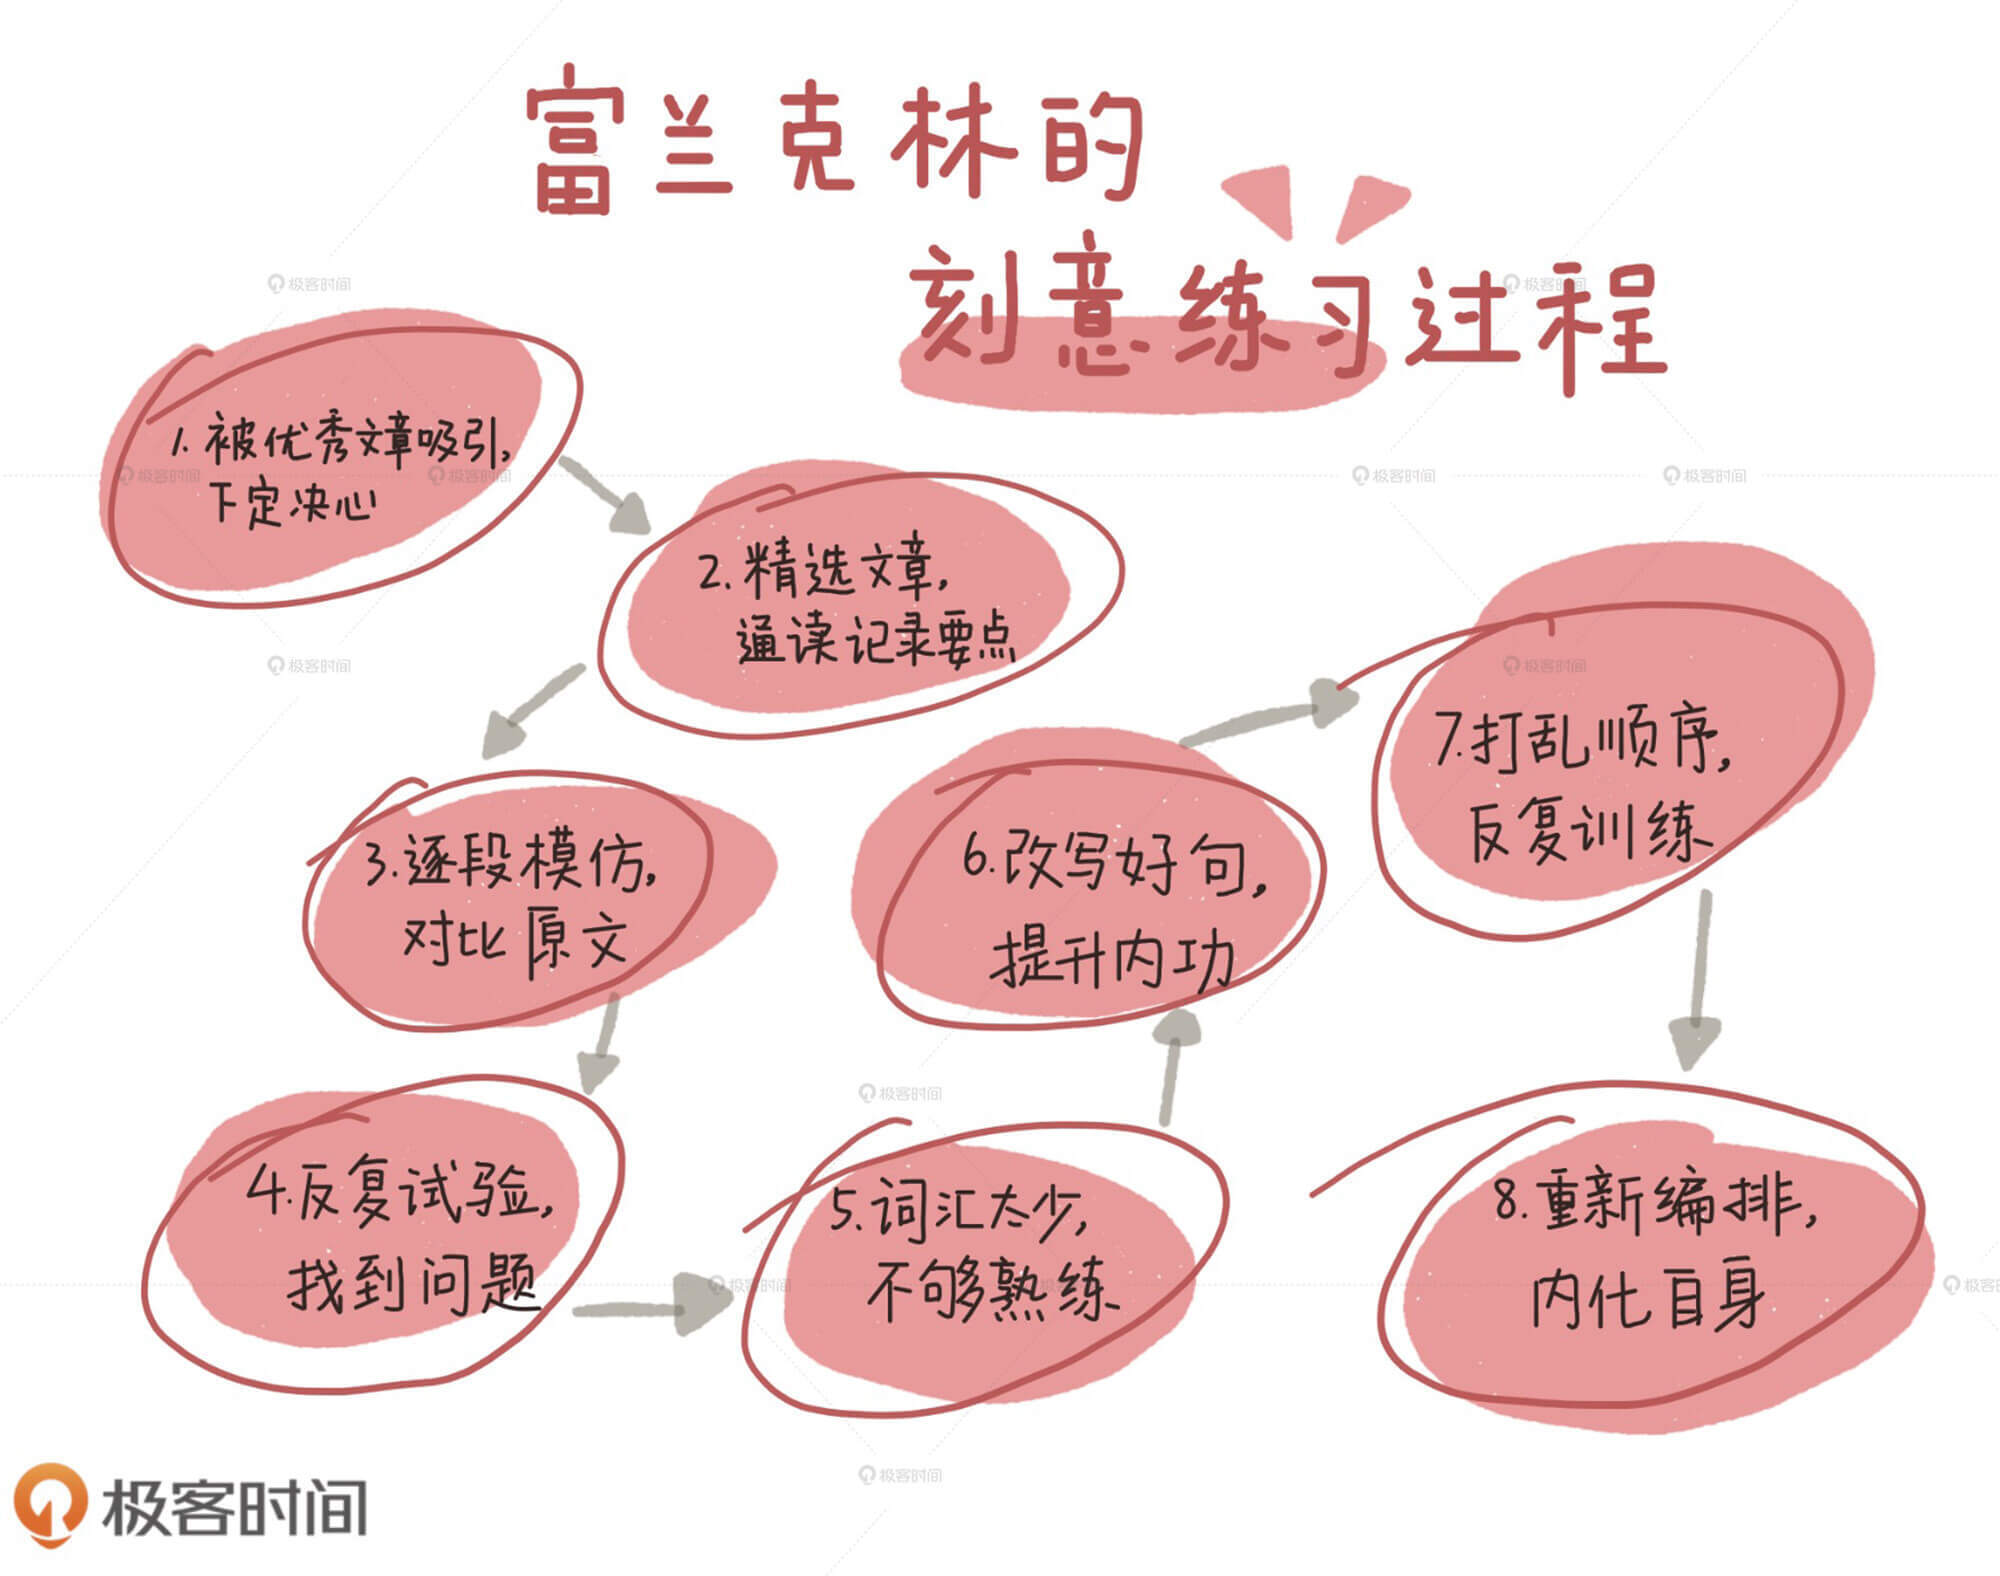 富兰克林的
刻意练习过程
1.被优秀文章吸引,
下定决心
2.精选文章,
通读记录要点
3.逐段模仿,
对比原文
4.反复试验,
找到问题
5.词汇太少,
不够熟练
6.改写好句,
提升内功
7.打乱顺序,
反复训练
8.重新编排,
内化自身
极客时间